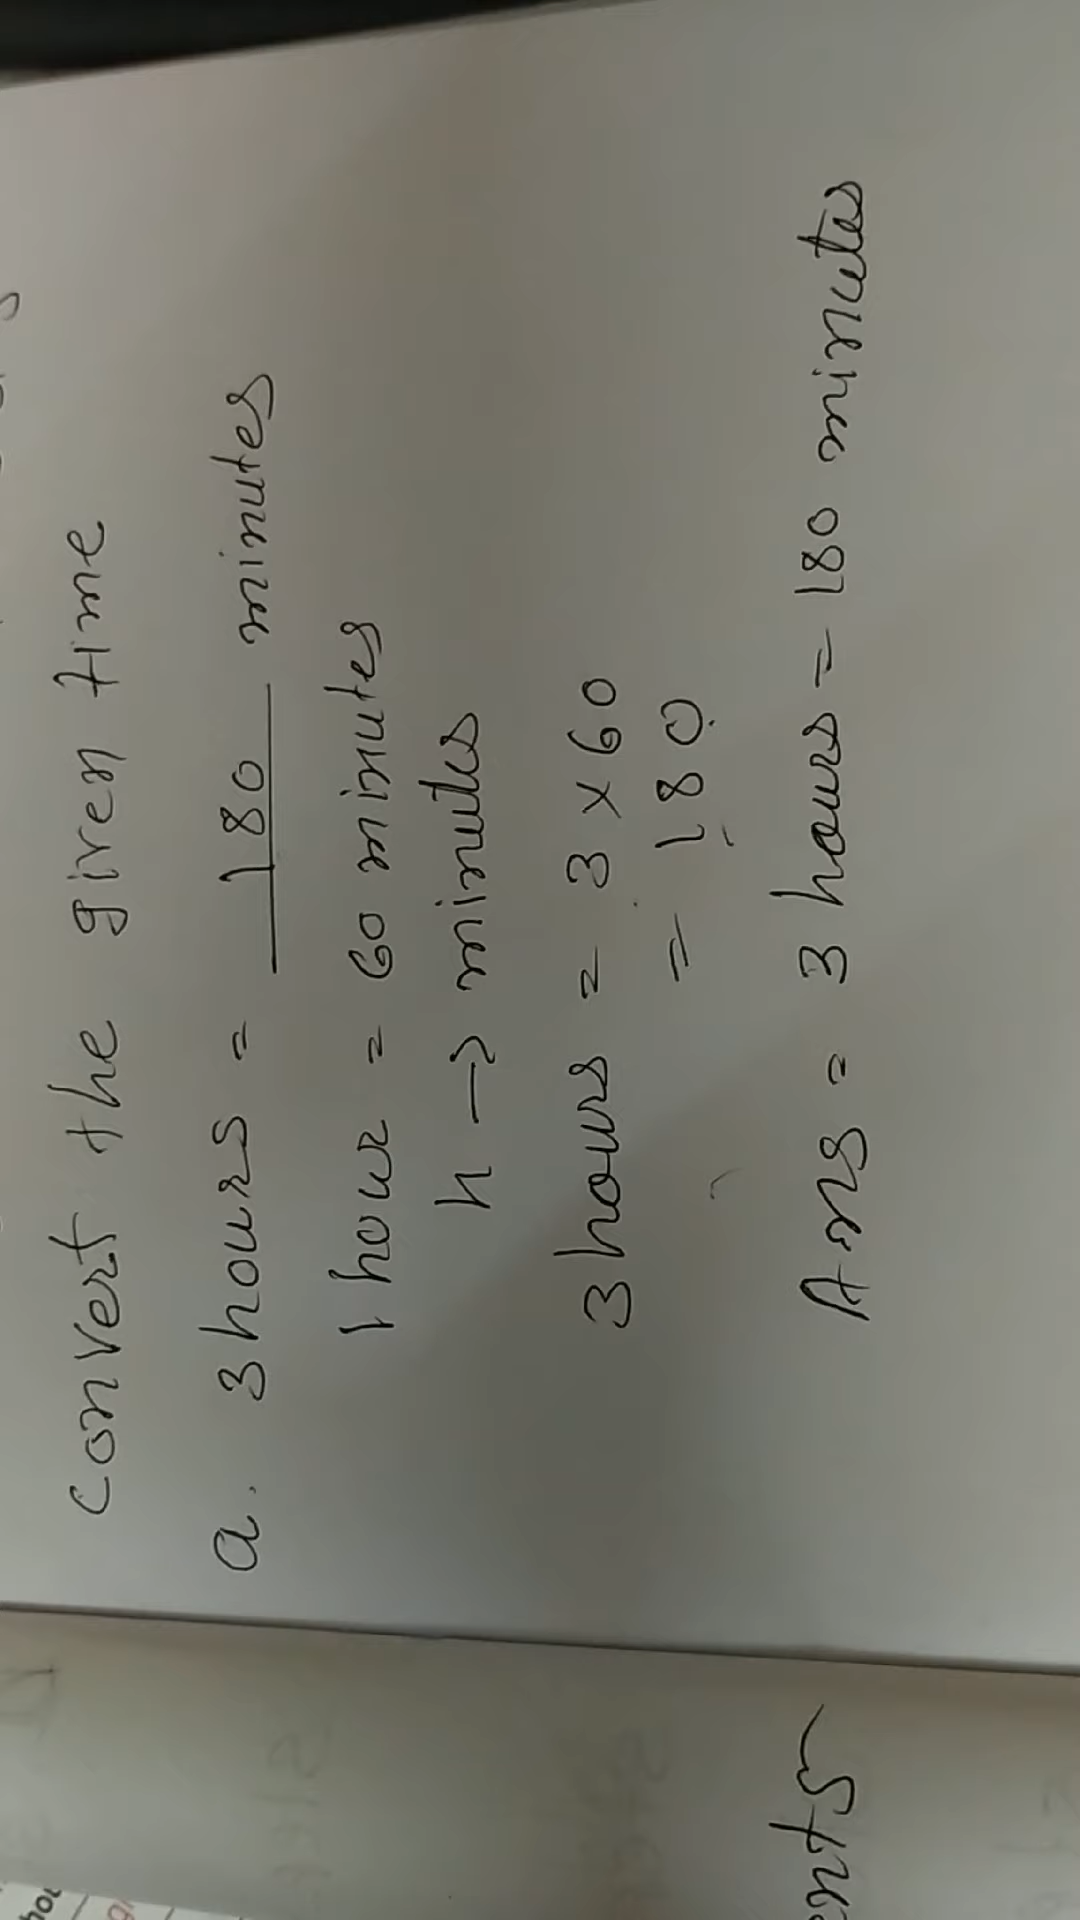 convert the given time
a. 3 hours = 180 minutes
1 hour = 60 minutes
h → minutes
3 hours = 3 × 60
= 180
Ans = 3 hours = 180 minutes